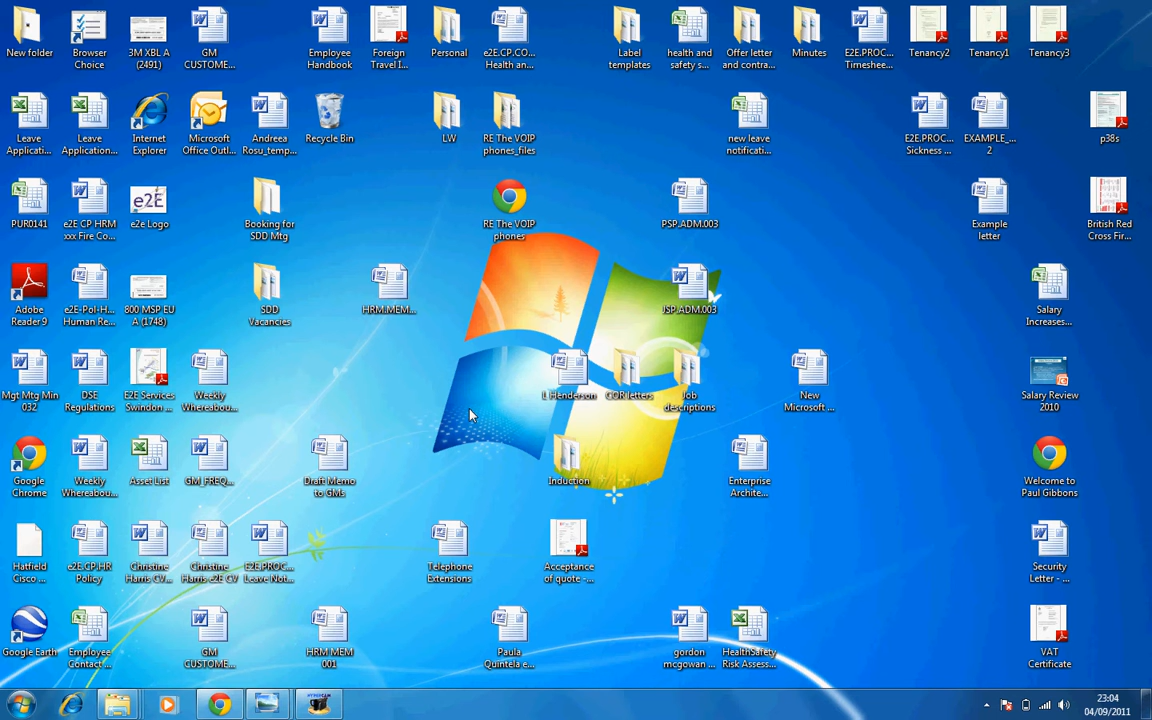 New folder
Browser
Choice
3M XBL A
(2491)
GM
CUSTOME...
Employee
Handbook
Foreign
Travel I...
Personal
e2E.CP.CO...
Health an...
Label
templates
health and
safety s...
Offer letter
and contra...
Minutes
E2E.PROC...
Timeshee...
Tenancy2
Tenancy1
Tenancy3
Leave
Applicati...
Leave
Application...
Internet
Explorer
Microsoft
Office Outl...
Andreea
Rosu_temp...
Recycle Bin
LW
RE The VOIP
phones_files
new leave
notificati...
E2E.PROC...
Sickness ...
EXAMPLE_...
2
p38s
PUR0141
e2E CP HRM
xxx Fire Co...
e2E
e2e Logo
Booking for
SDD Mtg
RE The VOIP
phones
PSP.ADM.003
Example
letter
British Red
Cross Fir...
Adobe
Reader 9
e2E-Pol-H...
Human Re...
800 MSP EU
A (1748)
SDD
Vacancies
HRM.MEM...
JSP.ADM.003
Salary
Increases...
Mgt Mtg Min
032
DSE
Regulations
E2E Services
Swindon ...
Weekly
Whereabou...
L Henderson
COR letters
Job
descriptions
New
Microsoft ...
Salary Review
2010
Google
Chrome
Weekly
Whereabou...
Asset List
GM_FREQ...
Draft Memo
to GMs
Induction
Enterprise
Archite...
Welcome to
Paul Gibbons
Hatfield
Cisco ...
e2E.CP.HR
Policy
Christine
Harris CV...
Christine
Harris e2E CV
E2E.PROC...
Leave Not...
Telephone
Extensions
Acceptance
of quote -...
Security
Letter - ...
Google Earth
Employee
Contact ...
GM
CUSTOME...
HRM MEM
001
Paula
Quintela e...
gordon
mcgowan ...
HealthSafety
Risk Assess...
VAT
Certificate
23:04
04/09/2011